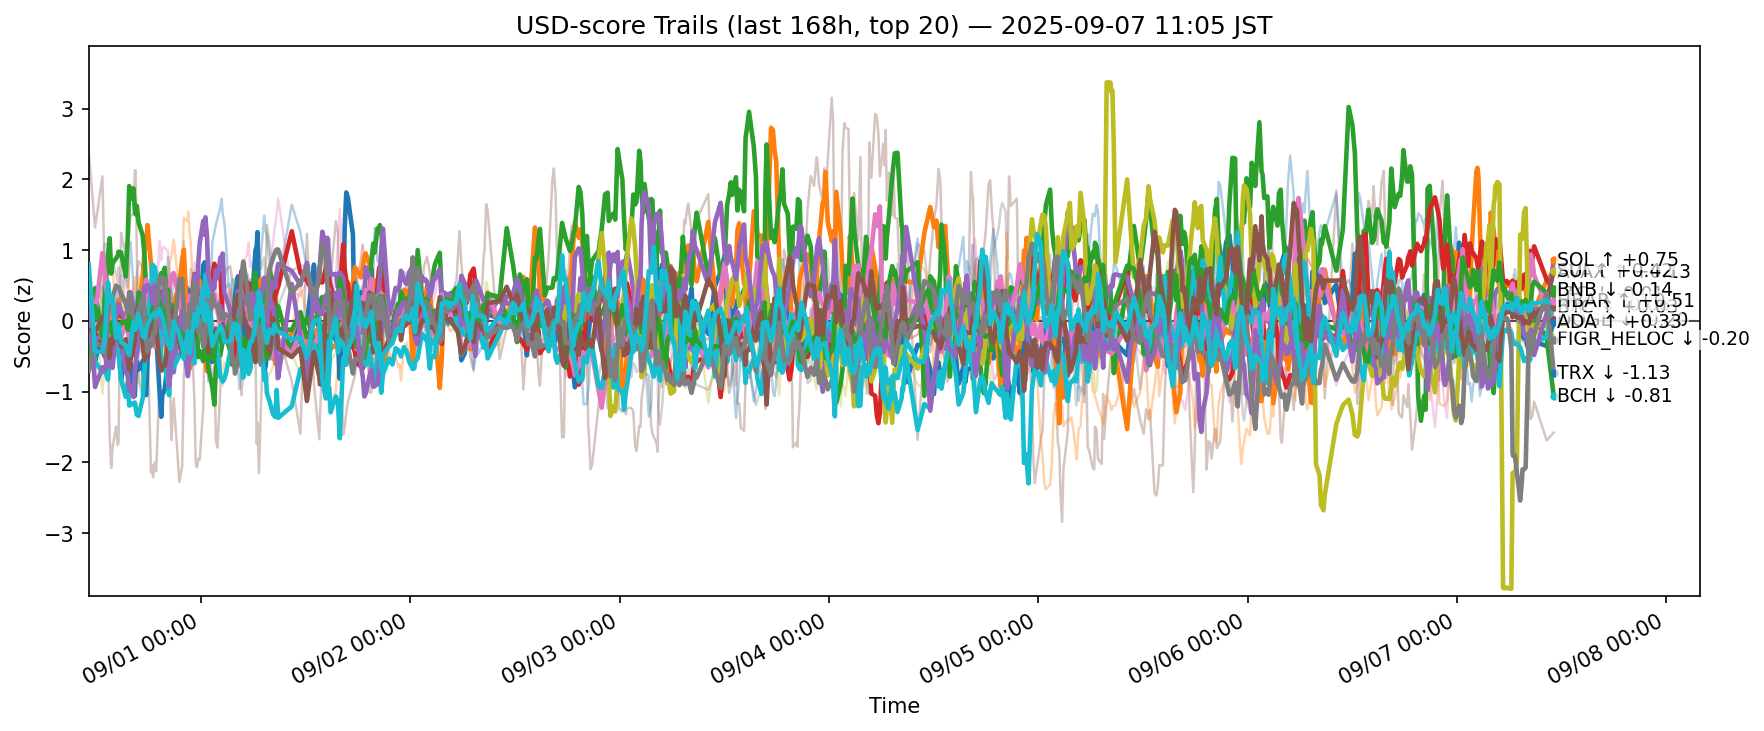 USD-score Trails (last 168h, top 20) — 2025-09-07 11:05 JST
Score (z)
3
2
1
0
−1
−2
−3
SOL ↑ +0.75
BNB ↓ -0.14
ADA ↑ +0.33
FIGR_HELOC ↓ -0.20
TRX ↓ -1.13
BCH ↓ -0.81
09/01 00:00
09/02 00:00
09/03 00:00
09/04 00:00
09/05 00:00
09/06 00:00
09/07 00:00
09/08 00:00
Time